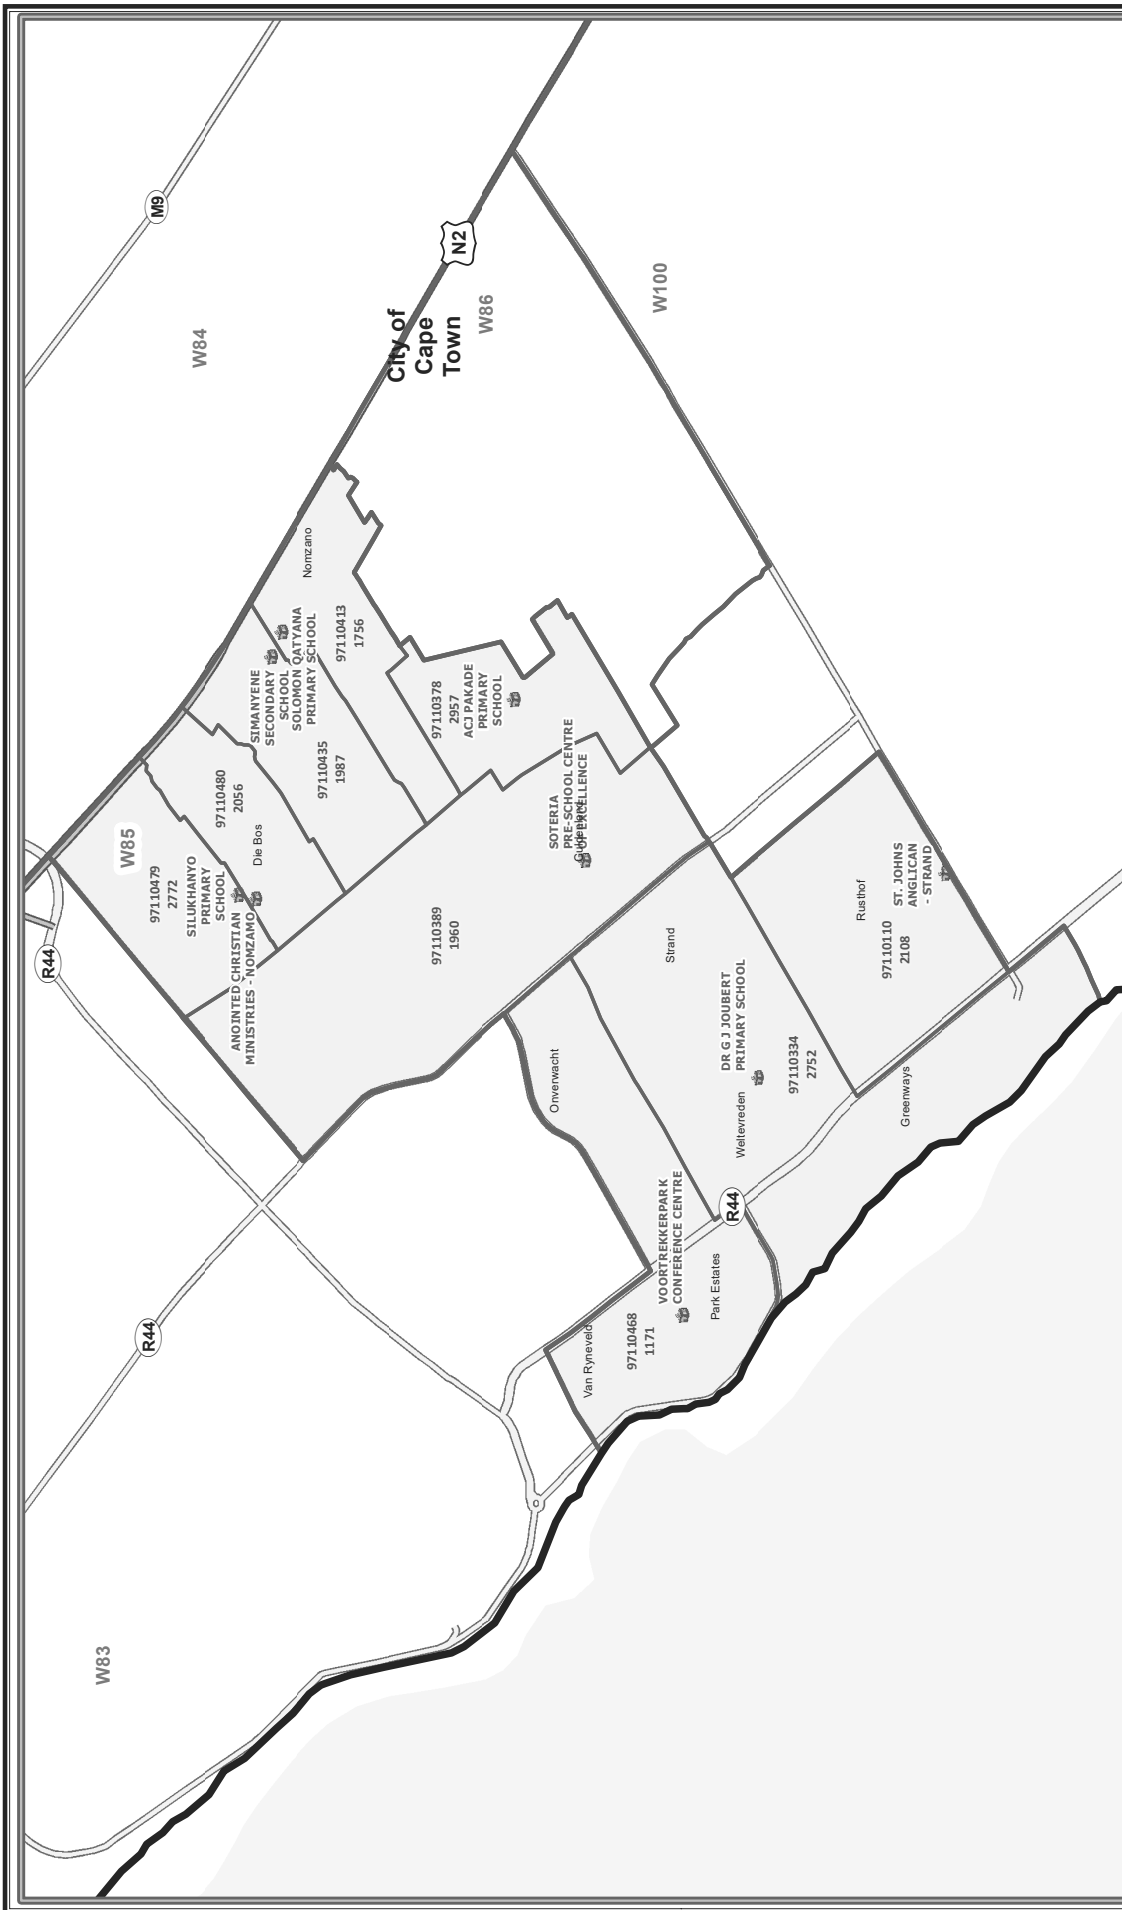 M9
W84
N2
City of
Cape
Town
W86
W100
Nomzano
SIMANYENE
SECONDARY
SCHOOL
SOLOMON QATYANA
PRIMARY SCHOOL
97110413
1756
97110378
2957
ACJ PAKADE
PRIMARY
SCHOOL
97110435
1987
97110480
2056
Die Bos
W85
97110479
2772
SILUKHANYO
PRIMARY
SCHOOL
ANOINTED CHRISTIAN
MINISTRIES - NOMZAMO
R44
SOTERIA
PRE-SCHOOL CENTRE
OF EXCELLENCE
97110389
1960
Strand
Rusthof
ST. JOHNS
ANGLICAN
- STRAND
97110110
2108
DR G J JOUBERT
PRIMARY SCHOOL
97110334
2752
Onverwacht
Weltevreden
Greenways
R44
VOORTREKKERPARK
CONFERENCE CENTRE
Park Estates
97110468
1171
Van Ryneveld
R44
W83